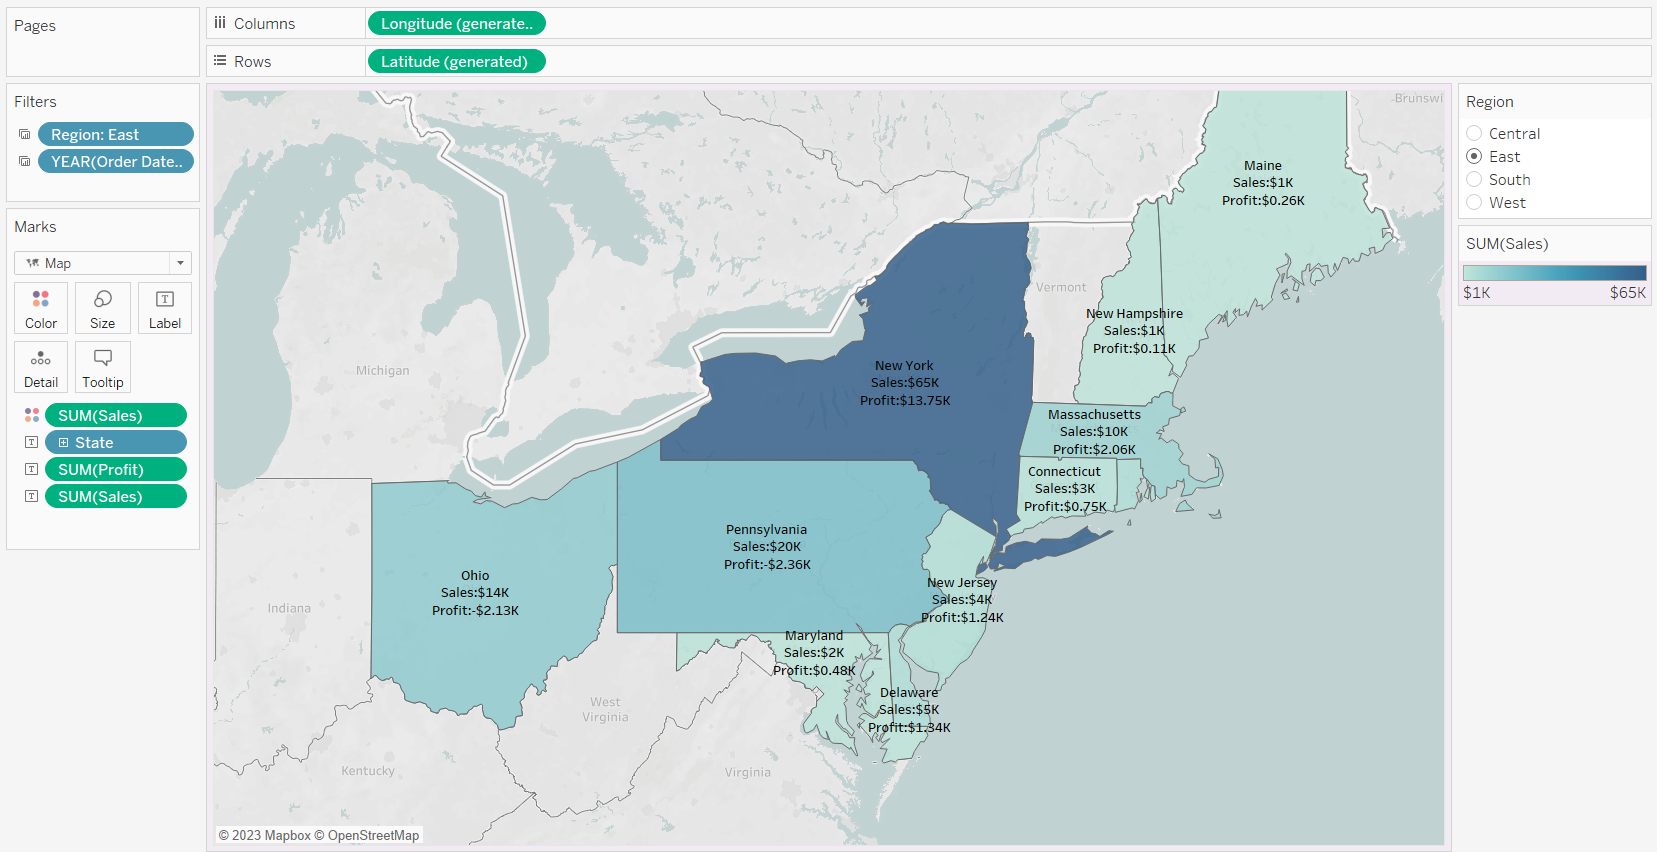 Pages
Columns
Longitude (generate..
Rows
Latitude (generated)
Filters
Region: East
YEAR(Order Date..
Marks
Map
Color
Size
Label
Detail
Tooltip
SUM(Sales)
State
SUM(Profit)
SUM(Sales)
Brunswi
Maine
Sales:$1K
Profit:$0.26K
Vermont
New Hampshire
Sales:$1K
Profit:$0.11K
Michigan
New York
Sales:$65K
Profit:$13.75K
Massachusetts
Sales:$10K
Profit:$2.06K
Connecticut
Sales:$3K
Profit:$0.75K
Pennsylvania
Sales:$20K
Profit:-$2.36K
Ohio
Sales:$14K
Profit:-$2.13K
New Jersey
Sales:$4K
Profit:$1.24K
Indiana
Maryland
Sales:$2K
Profit:$0.48K
Delaware
Sales:$5K
Profit:$1.34K
West
Virginia
Kentucky
Virginia
© 2023 Mapbox © OpenStreetMap
Region
Central
East
South
West
SUM(Sales)
$1K
$65K